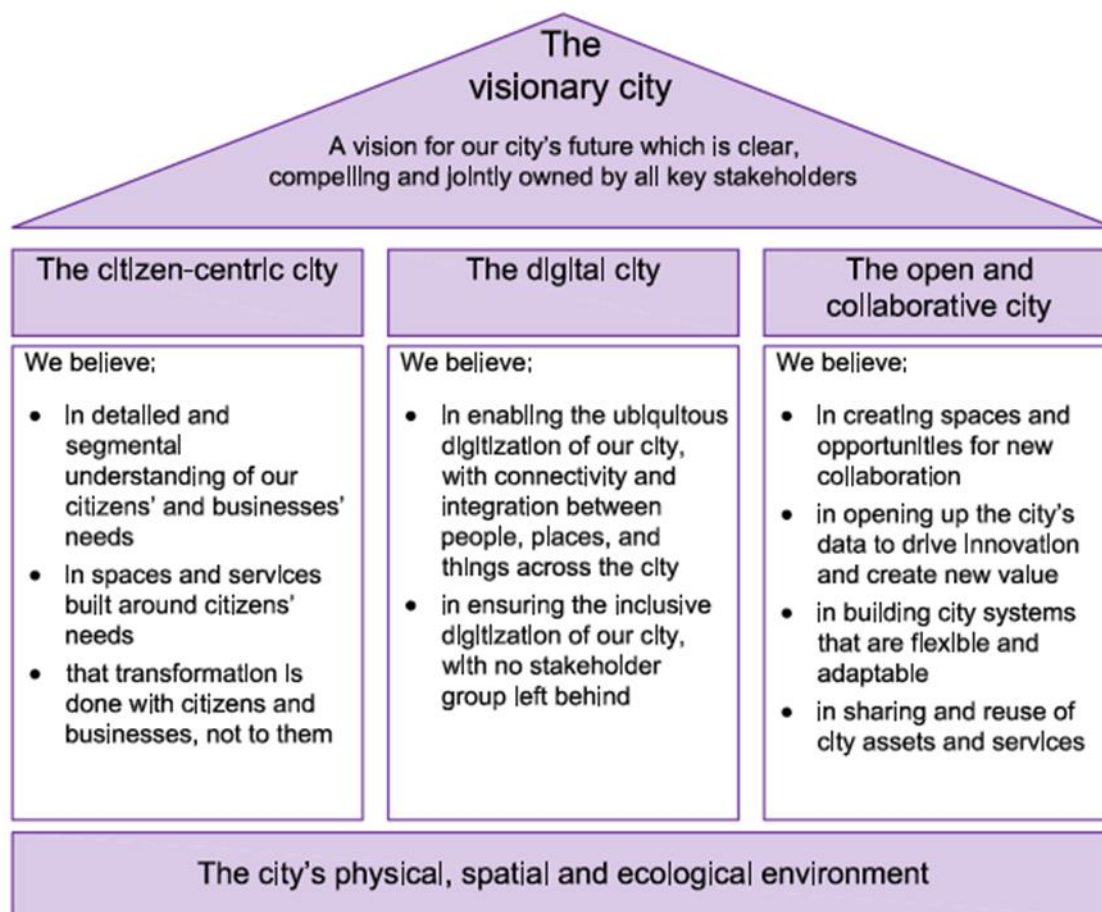 The
visionary city
A vision for our city's future which is clear,
compelling and jointly owned by all key stakeholders
The citizen-centric city
We believe:
• in detailed and
segmental
understanding of our
citizens' and businesses'
needs
• in spaces and services
built around citizens'
needs
• that transformation is
done with citizens and
businesses, not to them
The digital city
We believe:
• in enabling the ubiquitous
digitization of our city,
with connectivity and
integration between
people, places, and
things across the city
• in ensuring the inclusive
digitization of our city,
with no stakeholder
group left behind
The open and
collaborative city
We believe:
• in creating spaces and
opportunities for new
collaboration
• in opening up the city's
data to drive innovation
and create new value
• in building city systems
that are flexible and
adaptable
• in sharing and reuse of
city assets and services
The city's physical, spatial and ecological environment